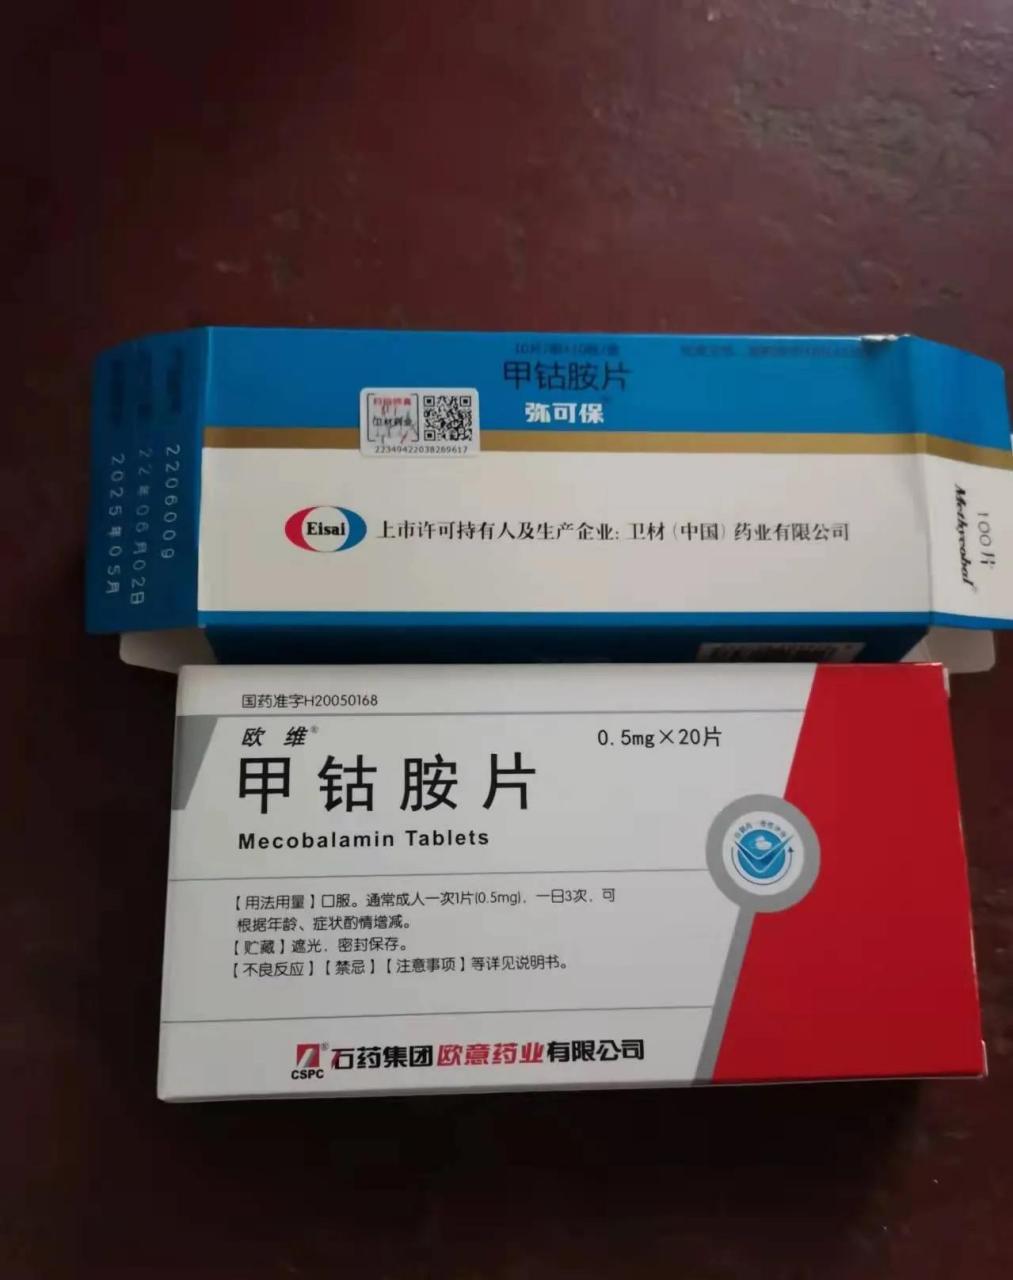 甲钴胺片
弥可保
卫材药业
22349422038269617
Eisai
上市许可持有人及生产企业: 卫材（中国）药业有限公司
2206009
22年06月02日
2025年05月
100片
Methycobal®
国药准字H20050168
欧维®
0.5mg×20片
甲钴胺片
Mecobalamin Tablets
【用法用量】口服。通常成人一次1片(0.5mg)，一日3次，可
根据年龄、症状酌情增减。
【贮藏】遮光，密封保存。
【不良反应】【禁忌】【注意事项】等详见说明书。
CSPC® 石药集团欧意药业有限公司